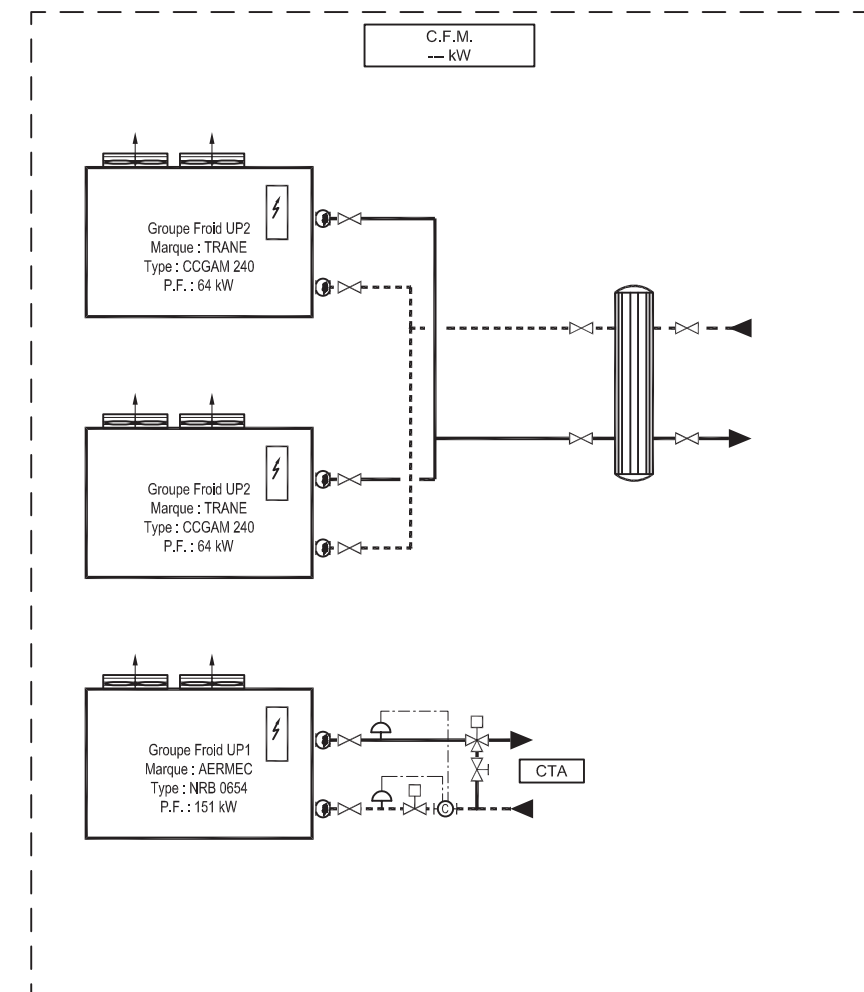 C.F.M.
--- kW
Groupe Froid UP2
Marque : TRANE
Type : CCGAM 240
P.F. : 64 kW
Groupe Froid UP2
Marque : TRANE
Type : CCGAM 240
P.F. : 64 kW
Groupe Froid UP1
Marque : AERMEC
Type : NRB 0654
P.F. : 151 kW
C
CTA